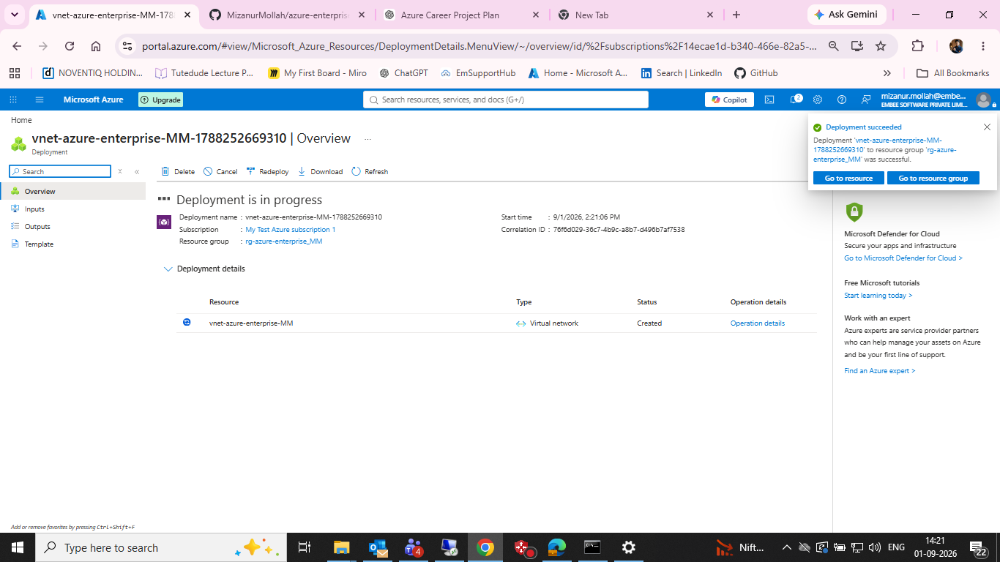 vnet-azure-enterprise-MM-1788
MizanurMollah/azure-enterprise
Azure Career Project Plan
New Tab
Ask Gemini
portal.azure.com/#view/Microsoft_Azure_Resources/DeploymentDetails.MenuView/~/overview/id/%2Fsubscriptions%2F14ecae1d-b340-466e-82a5-...
NOVENTIQ HOLDIN...
Tutedude Lecture P...
My First Board - Miro
ChatGPT
EmSupportHub
Home - Microsoft A...
Search | LinkedIn
GitHub
All Bookmarks
Microsoft Azure
Upgrade
Search resources, services, and docs (G+/)
Copilot
2
mizanur.mollah@embe...
EMBEE SOFTWARE PRIVATE LIMI...
Home
vnet-azure-enterprise-MM-1788252669310 | Overview
Deployment
Search
Delete
Cancel
Redeploy
Download
Refresh
Overview
Inputs
Outputs
Template
Deployment is in progress
Deployment name : vnet-azure-enterprise-MM-1788252669310
Subscription : My Test Azure subscription 1
Resource group : rg-azure-enterprise_MM
Start time : 9/1/2026, 2:21:06 PM
Correlation ID : 76f6d029-36c7-4b9c-a8b7-d496b7af7538
Deployment details
Resource Type Status Operation details
vnet-azure-enterprise-MM Virtual network Created Operation details
Deployment succeeded
Deployment 'vnet-azure-enterprise-MM-
1788252669310' to resource group 'rg-azure-
enterprise_MM' was successful.
Go to resource
Go to resource group
Microsoft Defender for Cloud
Secure your apps and infrastructure
Go to Microsoft Defender for Cloud >
Free Microsoft tutorials
Start learning today >
Work with an expert
Azure experts are service provider partners
who can help manage your assets on Azure
and be your first line of support.
Find an Azure expert >
Add or remove favorites by pressing Ctrl+Shift+F
Type here to search
4
Nift...
ENG
14:21
01-09-2026
22